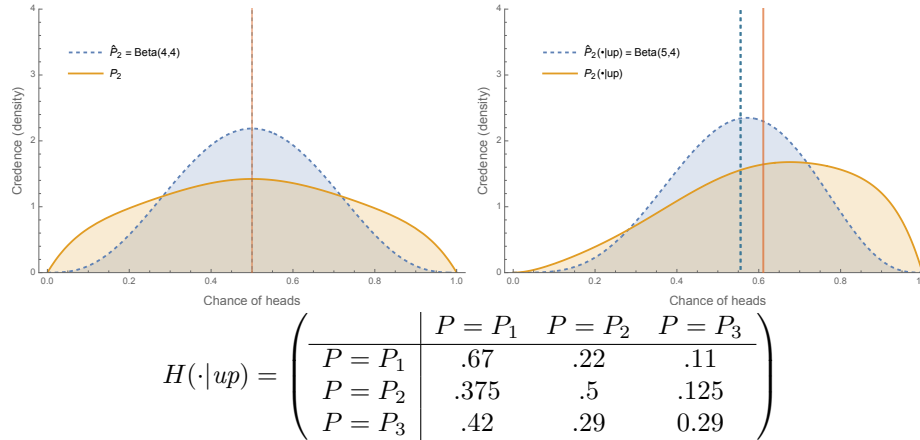 4
3
2
1
0
0.0 0.2 0.4 0.6 0.8 1.0
Credence (density)
Chance of heads
P̂₂ = Beta(4,4)
P₂
4
3
2
1
0
0.0 0.2 0.4 0.6 0.8 1.0
Credence (density)
Chance of heads
P̂₂(•|up) = Beta(5,4)
P₂(•|up)
P = P₁ P = P₂ P = P₃
H(·|up) = P = P₁ .67 .22 .11
P = P₂ .375 .5 .125
P = P₃ .42 .29 0.29